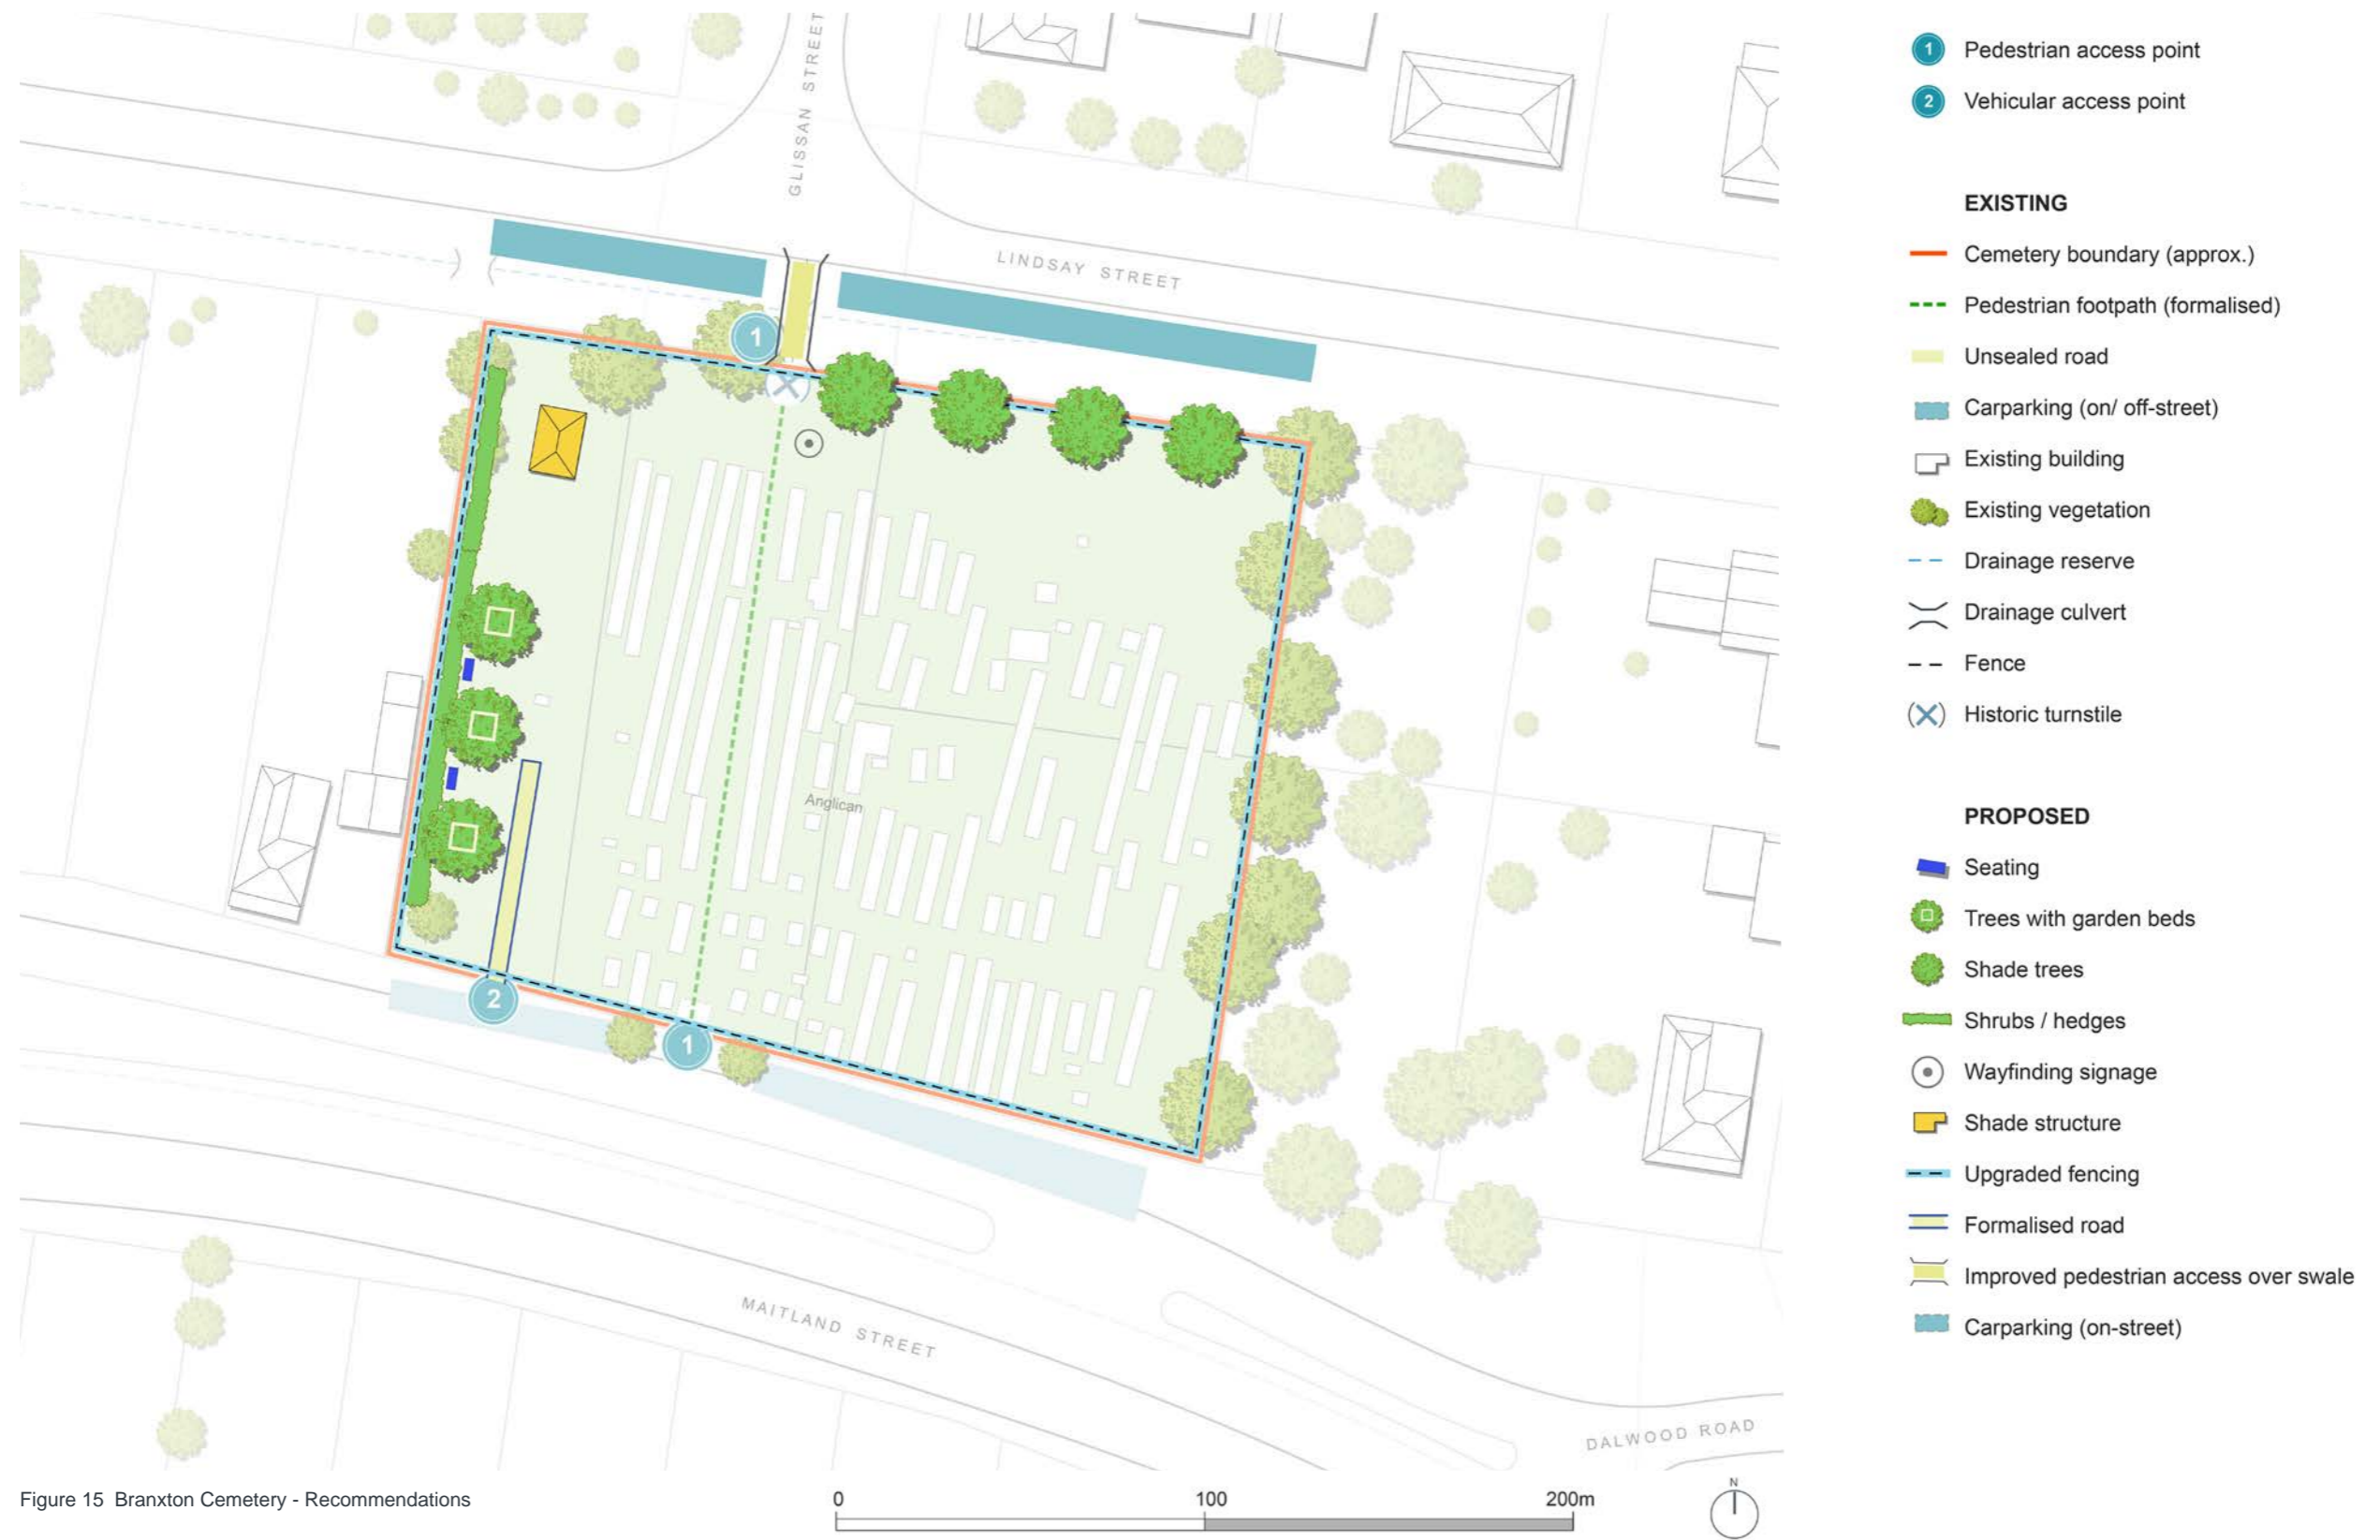 GLISSAN STREET
LINDSAY STREET
1
Anglican
2
1
MAITLAND STREET
DALWOOD ROAD
1 Pedestrian access point
2 Vehicular access point
EXISTING
Cemetery boundary (approx.)
Pedestrian footpath (formalised)
Unsealed road
Carparking (on/ off-street)
Existing building
Existing vegetation
Drainage reserve
Drainage culvert
Fence
Historic turnstile
PROPOSED
Seating
Trees with garden beds
Shade trees
Shrubs / hedges
Wayfinding signage
Shade structure
Upgraded fencing
Formalised road
Improved pedestrian access over swale
Carparking (on-street)
Figure 15 Branxton Cemetery - Recommendations
0 100 200m
N